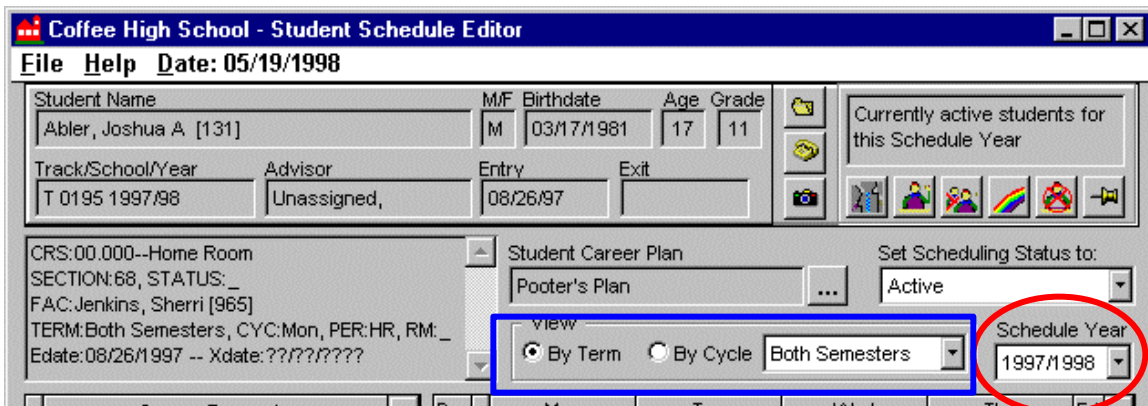 Coffee High School - Student Schedule Editor
File Help Date: 05/19/1998
Student Name M/F Birthdate Age Grade
Abler, Joshua A [131] M 03/17/1981 17 11
Currently active students for
this Schedule Year
Track/School/Year Advisor Entry Exit
T 0195 1997/98 Unassigned, 08/26/97
CRS:00.000--Home Room
SECTION:68, STATUS:_
FAC:Jenkins, Sherri [965]
TERM:Both Semesters, CYC:Mon, PER:HR, RM:_
Edate:08/26/1997 -- Xdate:??/??/????
Student Career Plan
Pooter's Plan ...
Set Scheduling Status to:
Active
View
By Term By Cycle Both Semesters
Schedule Year
1997/1998